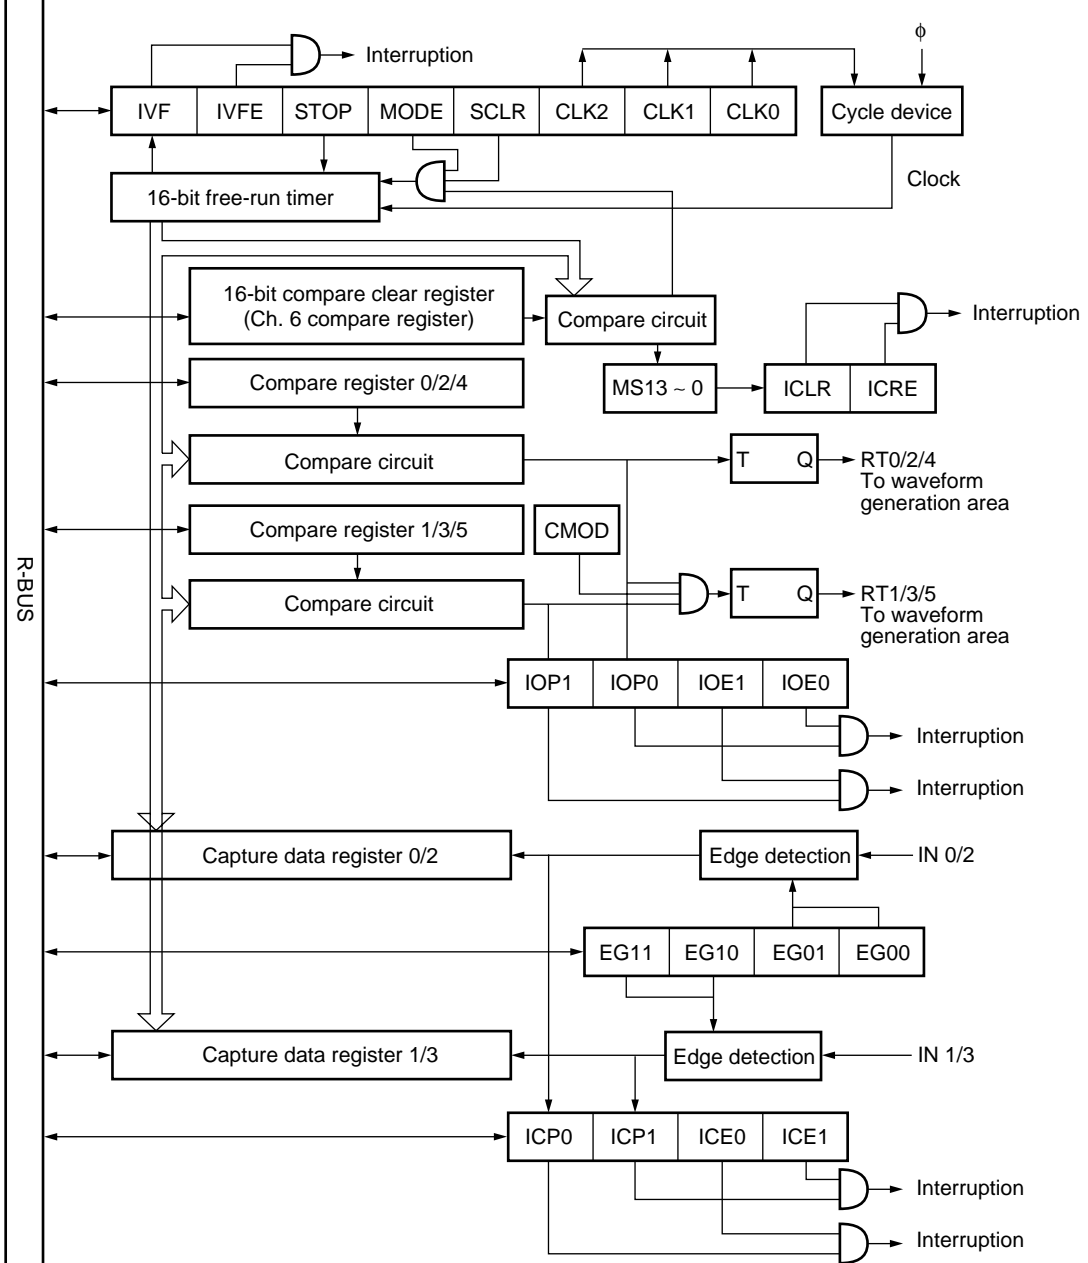 ϕ
Interruption
IVF IVFE STOP MODE SCLR CLK2 CLK1 CLK0
Cycle device
16-bit free-run timer
Clock
16-bit compare clear register
(Ch. 6 compare register)
Compare circuit
Interruption
Compare register 0/2/4
MS13 ~ 0
ICLR ICRE
Compare circuit
T Q
RT0/2/4
To waveform
generation area
Compare register 1/3/5
CMOD
R-BUS
Compare circuit
T Q
RT1/3/5
To waveform
generation area
IOP1 IOP0 IOE1 IOE0
Interruption
Interruption
Capture data register 0/2
Edge detection
IN 0/2
EG11 EG10 EG01 EG00
Capture data register 1/3
Edge detection
IN 1/3
ICP0 ICP1 ICE0 ICE1
Interruption
Interruption